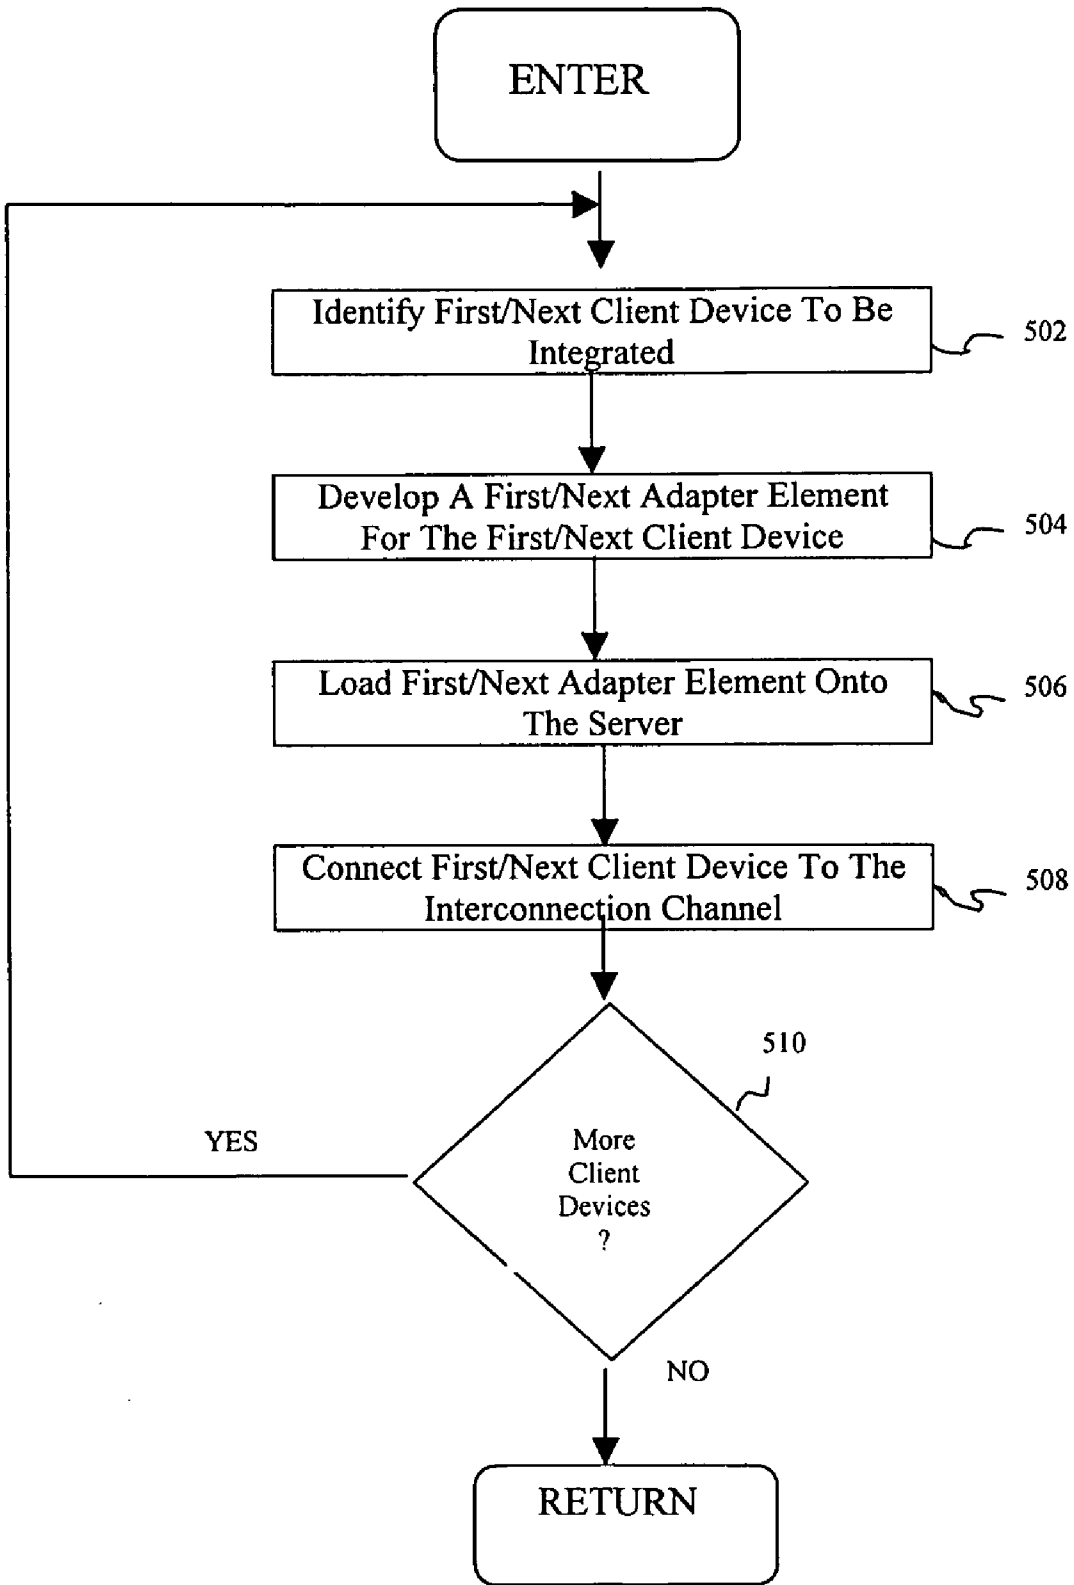 ENTER
Identify First/Next Client Device To Be
Integrated
502
Develop A First/Next Adapter Element
For The First/Next Client Device
504
Load First/Next Adapter Element Onto
The Server
506
Connect First/Next Client Device To The
Interconnection Channel
508
510
YES
More
Client
Devices
?
NO
RETURN